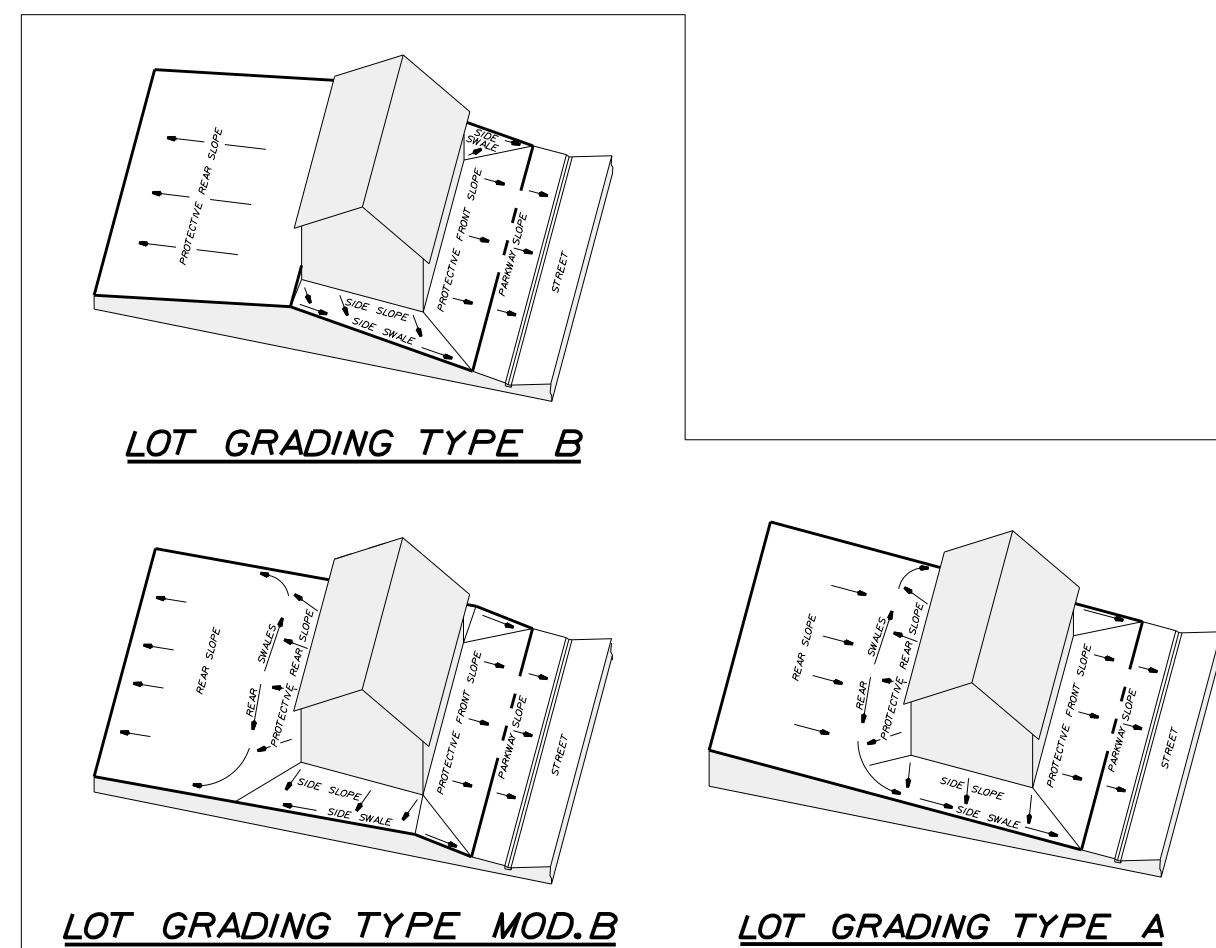 PROTECTIVE REAR SLOPE
SIDE
SWALE
PROTECTIVE FRONT SLOPE
PARKWAY SLOPE
STREET
SIDE SLOPE
SIDE SWALE
LOT GRADING TYPE B
REAR SLOPE
REAR SWALES
PROTECTIVE REAR SLOPE
PROTECTIVE FRONT SLOPE
PARKWAY SLOPE
STREET
SIDE SLOPE
SIDE SWALE
LOT GRADING TYPE MOD.B
REAR SLOPE
REAR SWALES
PROTECTIVE REAR SLOPE
PROTECTIVE FRONT SLOPE
PARKWAY SLOPE
STREET
SIDE SLOPE
SIDE SWALE
LOT GRADING TYPE A